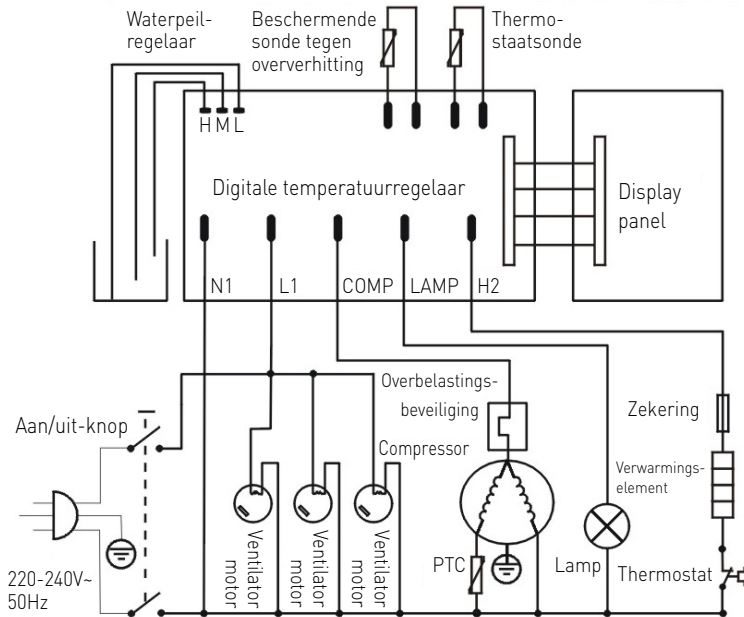 Waterpeil-
regelaar
Beschermende
sonde tegen
oververhitting
Thermo-
staatsonde
H M L
Digitale temperatuurregelaar
Display
panel
N1 L1 COMP LAMP H2
Overbelastings-
beveiliging
Zekering
Aan/uit-knop
Compressor
Verwarmings-
element
Ventilator
motor
Ventilator
motor
Ventilator
motor
PTC
Lamp
Thermostat
220-240V~
50Hz